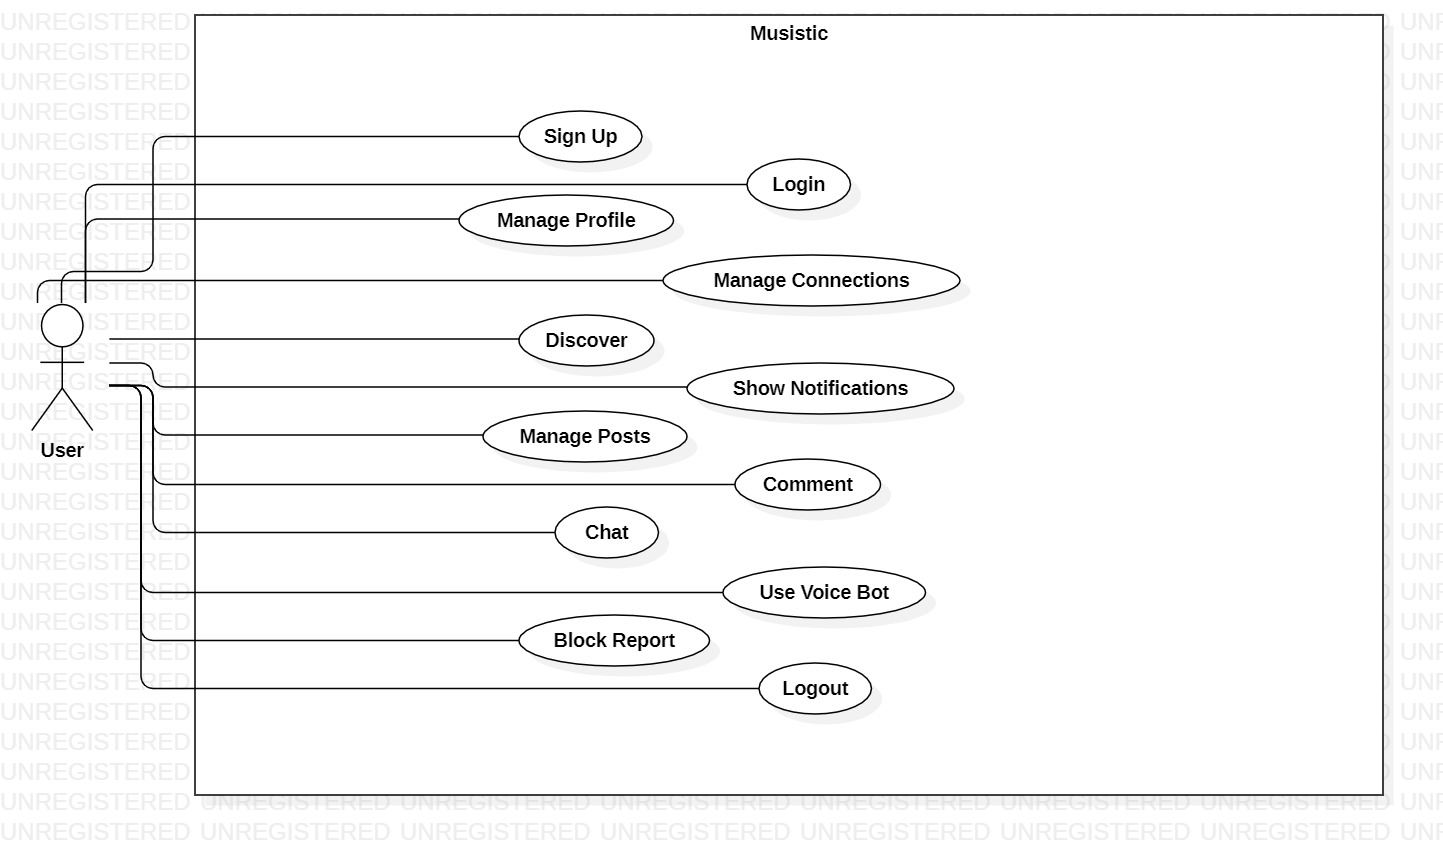 Musistic
Sign Up
Login
Manage Profile
Manage Connections
Discover
Show Notifications
Manage Posts
User
Comment
Chat
Use Voice Bot
Block Report
Logout
UNREGISTERED UNREGISTERED UNREGISTERED UNREGISTERED UNREGISTERED UNREGISTERED UNREGISTERED